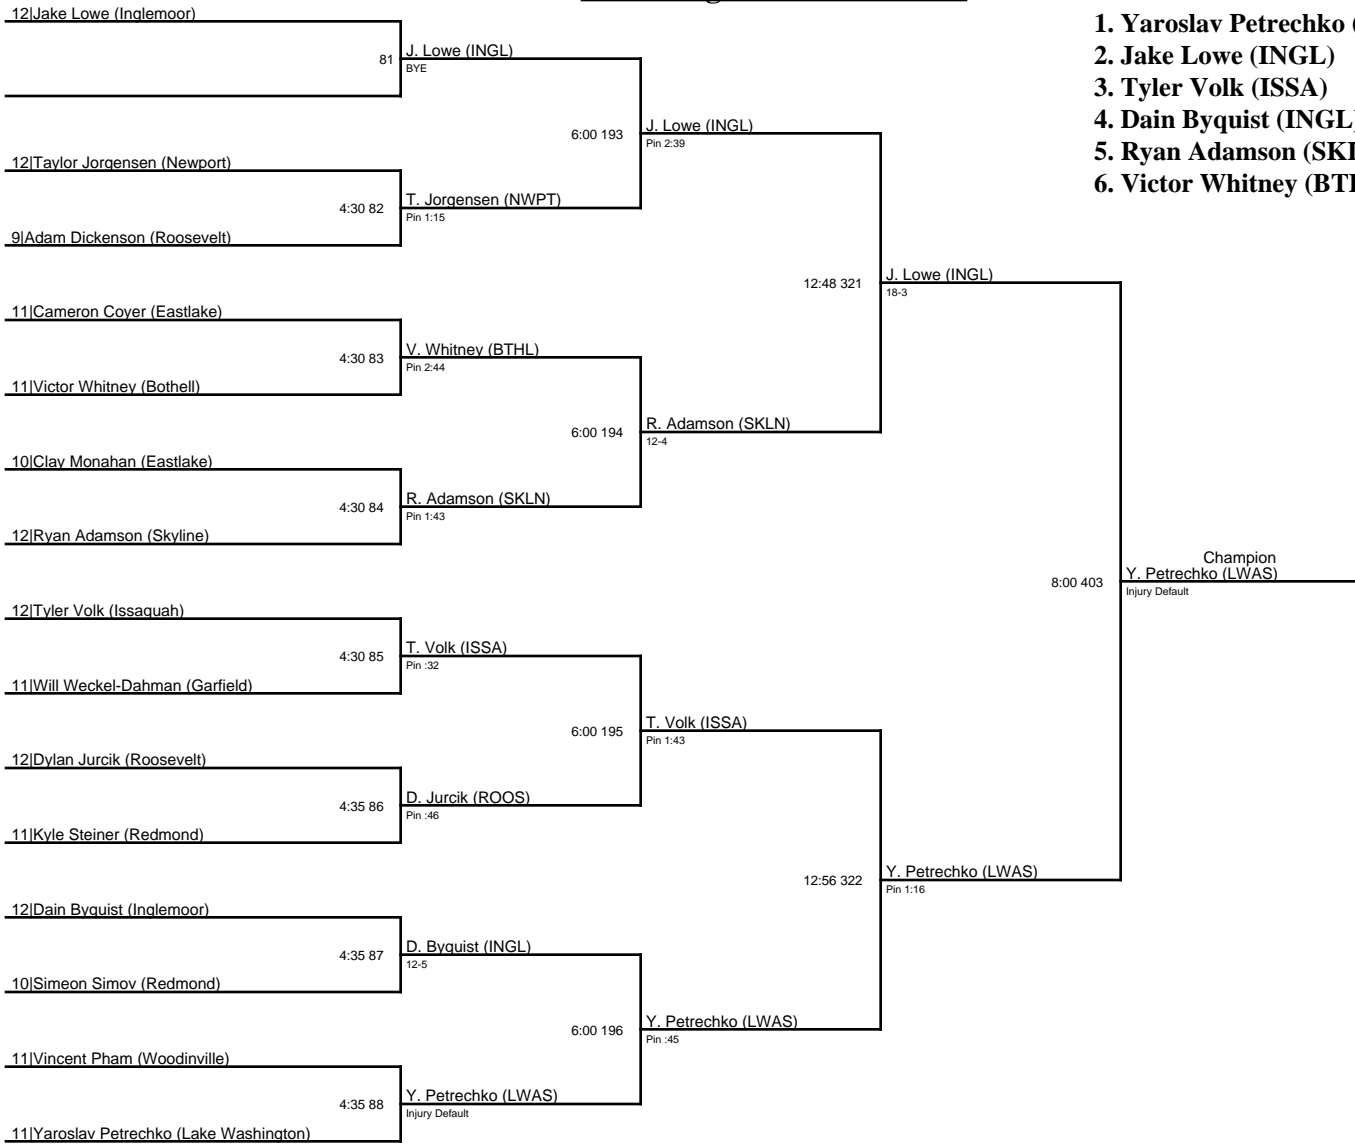 12|Jake Lowe (Inglemoor)
81
J. Lowe (INGL)
BYE
6:00 193
J. Lowe (INGL)
Pin 2:39
12|Taylor Jorgensen (Newport)
4:30 82
T. Jorgensen (NWPT)
Pin 1:15
9|Adam Dickenson (Roosevelt)
12:48 321
J. Lowe (INGL)
18-3
11|Cameron Coyer (Eastlake)
4:30 83
V. Whitney (BTHL)
Pin 2:44
11|Victor Whitney (Bothell)
6:00 194
R. Adamson (SKLN)
12-4
10|Clay Monahan (Eastlake)
4:30 84
R. Adamson (SKLN)
Pin 1:43
12|Ryan Adamson (Skyline)
8:00 403
Champion
Y. Petrechko (LWAS)
Injury Default
12|Tyler Volk (Issaquah)
4:30 85
T. Volk (ISSA)
Pin :32
11|Will Weckel-Dahman (Garfield)
6:00 195
T. Volk (ISSA)
Pin 1:43
12|Dylan Jurcik (Roosevelt)
4:35 86
D. Jurcik (ROOS)
Pin :46
11|Kyle Steiner (Redmond)
12:56 322
Y. Petrechko (LWAS)
Pin 1:16
12|Dain Byquist (Inglemoor)
4:35 87
D. Byquist (INGL)
12-5
10|Simeon Simov (Redmond)
6:00 196
Y. Petrechko (LWAS)
Pin :45
11|Vincent Pham (Woodinville)
4:35 88
Y. Petrechko (LWAS)
Injury Default
11|Yaroslav Petrechko (Lake Washington)
1. Yaroslav Petrechko (
2. Jake Lowe (INGL)
3. Tyler Volk (ISSA)
4. Dain Byquist (INGL)
5. Ryan Adamson
6. Victor Whitney